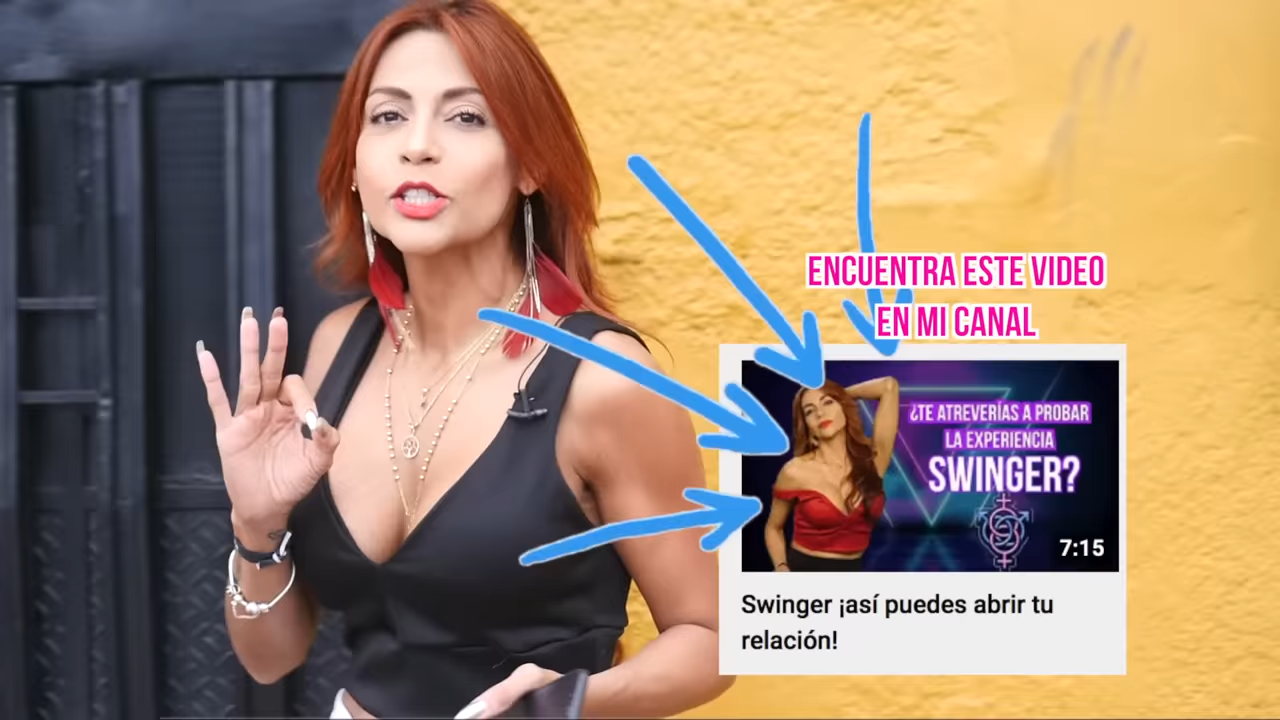 ENCUENTRA ESTE VIDEO
EN MI CANAL
¿TE ATREVERÍAS A PROBAR
LA EXPERIENCIA
SWINGER?
7:15
Swinger ¡así puedes abrir tu
relación!